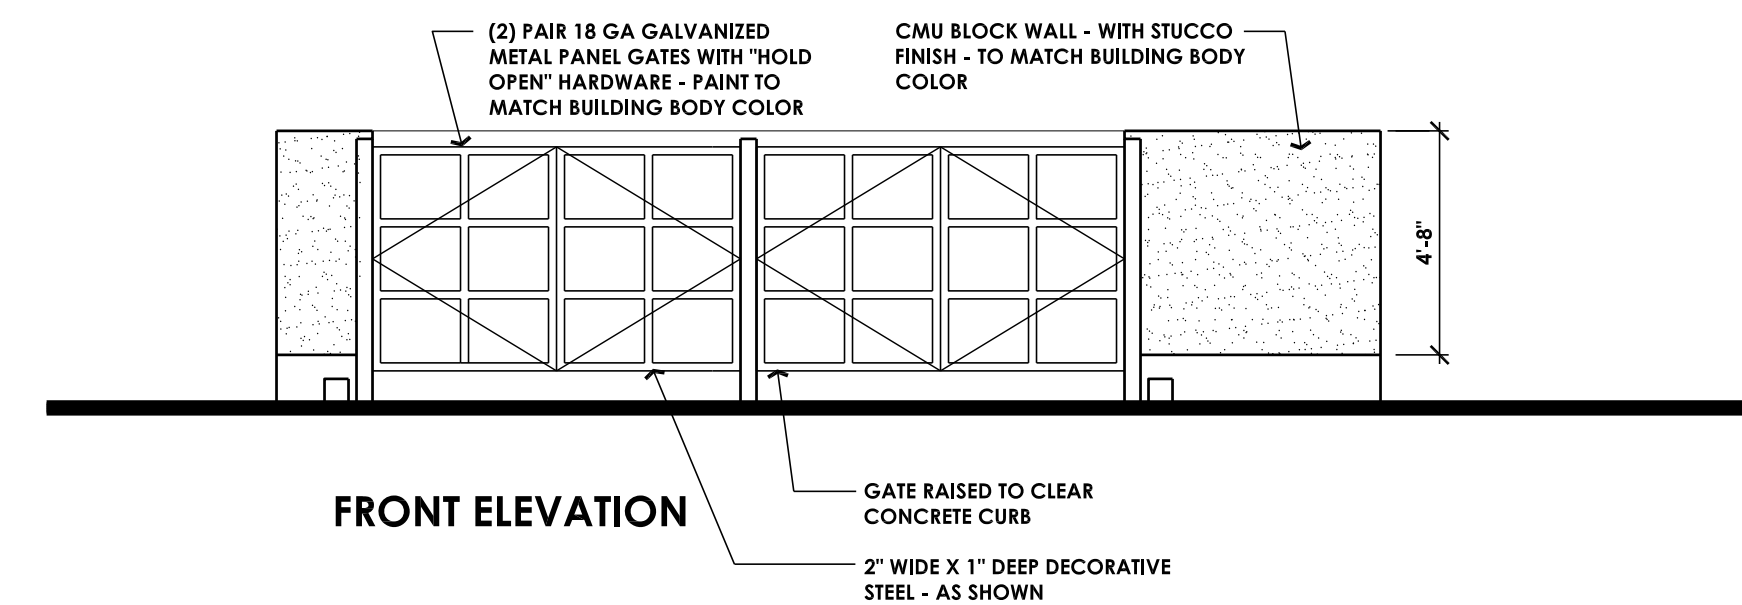 (2) PAIR 18 GA GALVANIZED
METAL PANEL GATES WITH "HOLD
OPEN" HARDWARE - PAINT TO
MATCH BUILDING BODY COLOR
CMU BLOCK WALL - WITH STUCCO
FINISH - TO MATCH BUILDING BODY
COLOR
4'-8"
FRONT ELEVATION
GATE RAISED TO CLEAR
CONCRETE CURB
2" WIDE X 1" DEEP DECORATIVE
STEEL - AS SHOWN